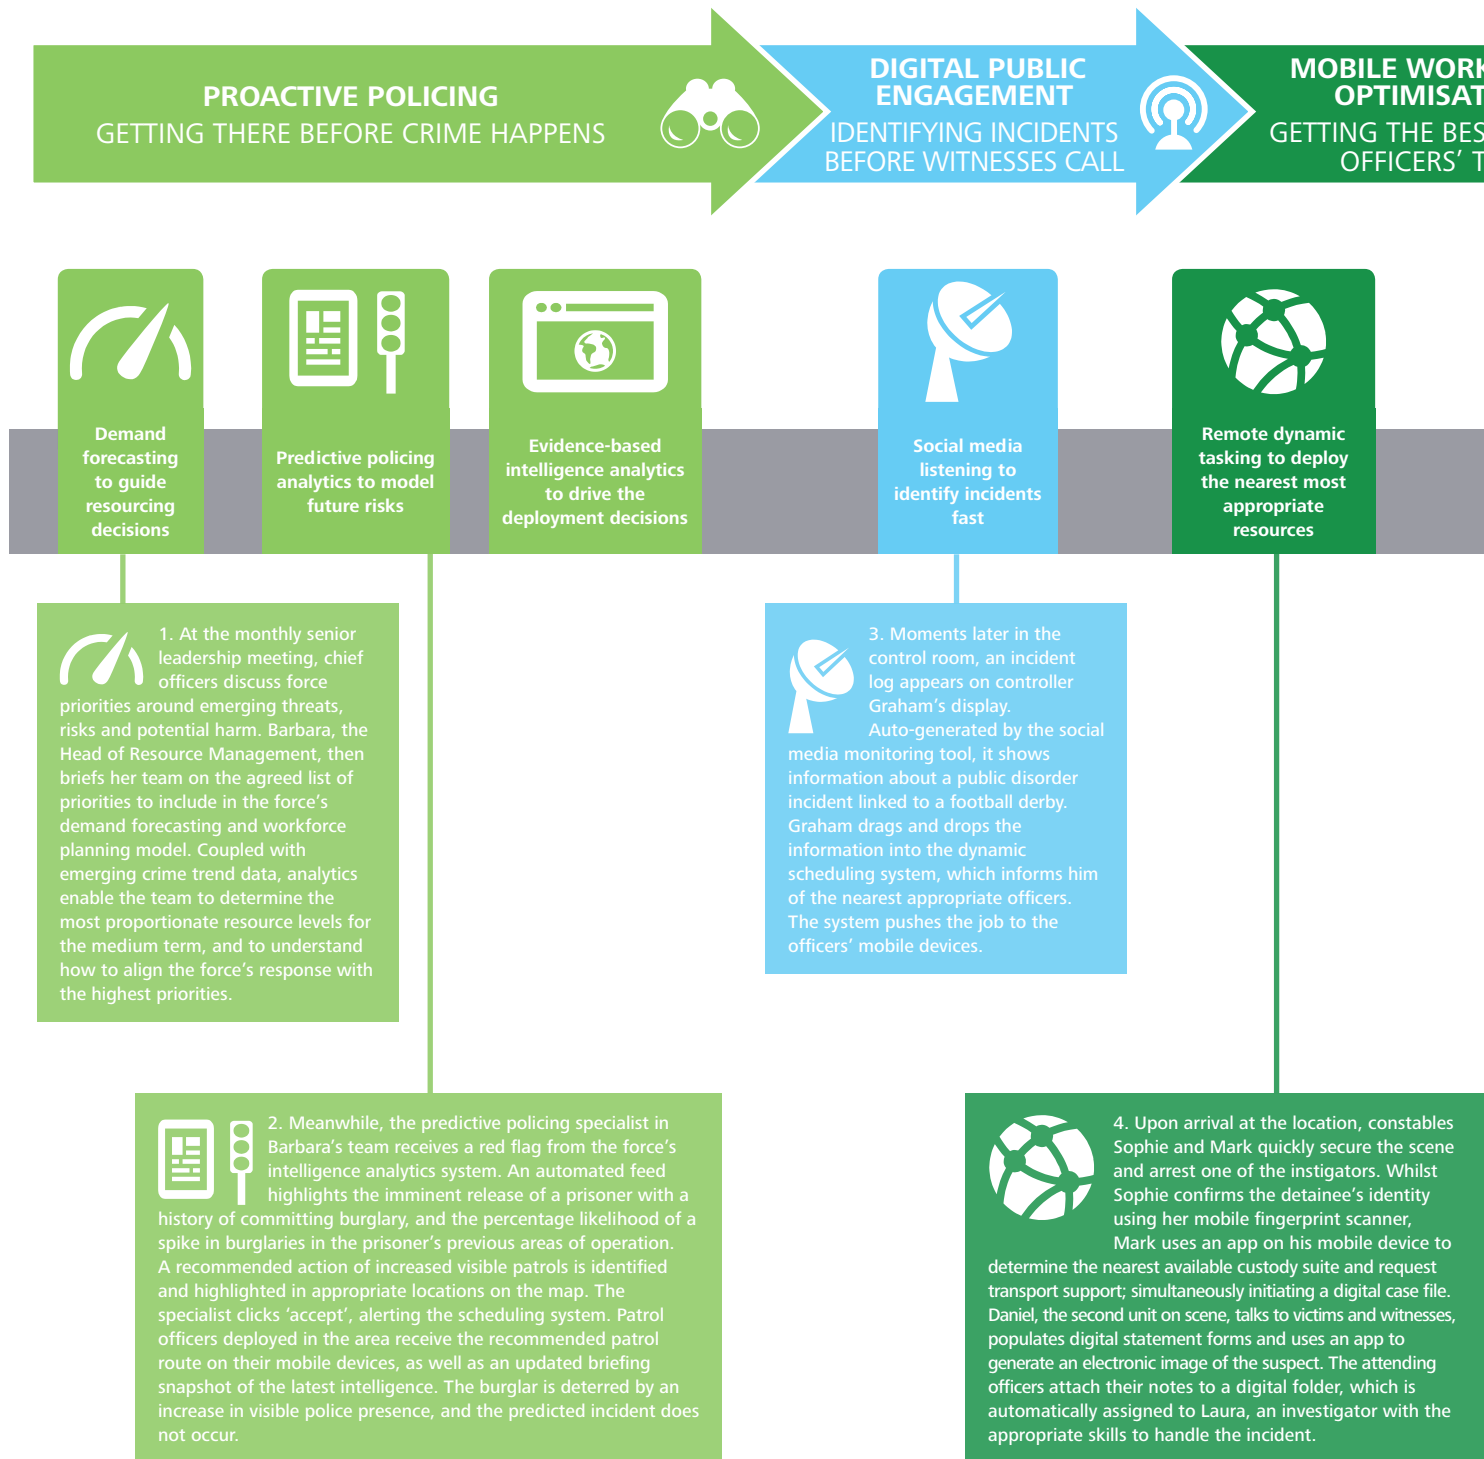 PROACTIVE POLICING
GETTING THERE BEFORE CRIME HAPPENS
DIGITAL PUBLIC
ENGAGEMENT
IDENTIFYING INCIDENTS
BEFORE WITNESSES CALL
MOBILE WORK
OPTIMISAT
GETTING THE BES
OFFICERS’ T
Demand
forecasting
to guide
resourcing
decisions
Predictive policing
analytics to model
future risks
Evidence-based
intelligence analytics
to drive the
deployment decisions
Social media
listening to
identify incidents
fast
Remote dynamic
tasking to deploy
the nearest most
appropriate
resources
1. At the monthly senior
leadership meeting, chief
officers discuss force
priorities around emerging threats,
risks and potential harm. Barbara, the
Head of Resource Management, then
briefs her team on the agreed list of
priorities to include in the force’s
demand forecasting and workforce
planning model. Coupled with
emerging crime trend data, analytics
enable the team to determine the
most proportionate resource levels for
the medium term, and to understand
how to align the force’s response with
the highest priorities.
3. Moments later in the
control room, an incident
log appears on controller
Graham’s display.
Auto-generated by the social
media monitoring tool, it shows
information about a public disorder
incident linked to a football derby.
Graham drags and drops the
information into the dynamic
scheduling system, which informs him
of the nearest appropriate officers.
The system pushes the job to the
officers’ mobile devices.
2. Meanwhile, the predictive policing specialist in
Barbara’s team receives a red flag from the force’s
intelligence analytics system. An automated feed
highlights the imminent release of a prisoner with a
history of committing burglary, and the percentage likelihood of a
spike in burglaries in the prisoner’s previous areas of operation.
A recommended action of increased visible patrols is identified
and highlighted in appropriate locations on the map. The
specialist clicks ‘accept’, alerting the scheduling system. Patrol
officers deployed in the area receive the recommended patrol
route on their mobile devices, as well as an updated briefing
snapshot of the latest intelligence. The burglar is deterred by an
increase in visible police presence, and the predicted incident does
not occur.
4. Upon arrival at the location, constables
Sophie and Mark quickly secure the scene
and arrest one of the instigators. Whilst
Sophie confirms the detainee’s identity
using her mobile fingerprint scanner,
Mark uses an app on his mobile device to
determine the nearest available custody suite and request
transport support; simultaneously initiating a digital case file.
Daniel, the second unit on scene, talks to victims and witnesses,
populates digital statement forms and uses an app to
generate an electronic image of the suspect. The attending
officers attach their notes to a digital folder, which is
automatically assigned to Laura, an investigator with the
appropriate skills to handle the incident.